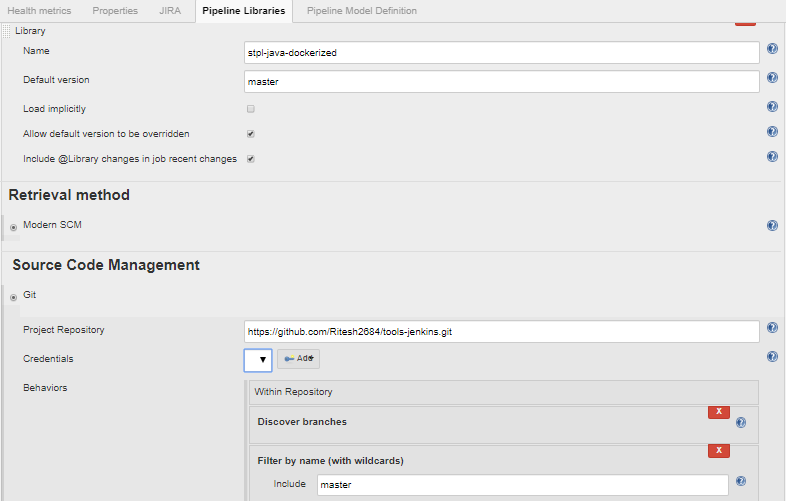 Health metrics Properties JIRA Pipeline Libraries Pipeline Model Definition
Library
Name stpl-java-dockerized
Default version master
Load implicitly
Allow default version to be overridden
Include @Library changes in job recent changes
Retrieval method
Modern SCM
Source Code Management
Git
Project Repository https://github.com/Ritesh2684/tools-jenkins.git
Credentials Add
Behaviors
Within Repository
X
Discover branches
X
Filter by name (with wildcards)
Include master